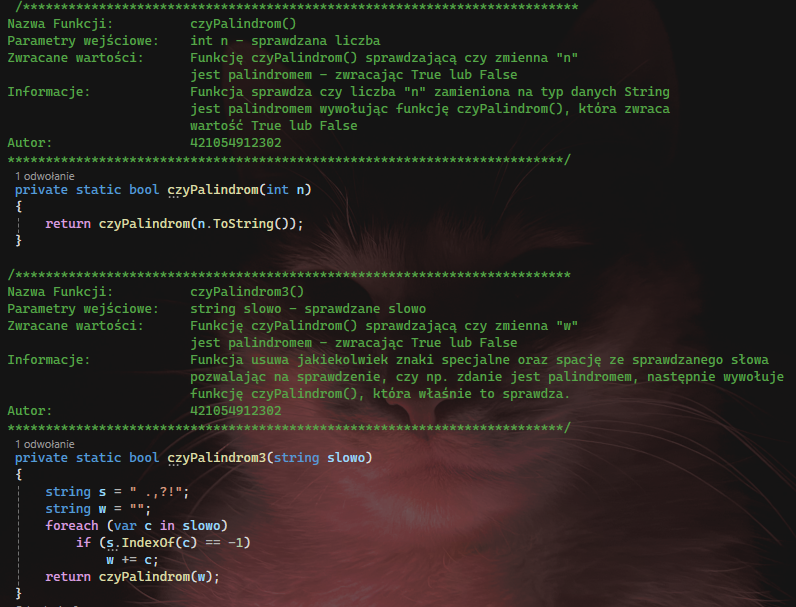 /*************************************************************************
Nazwa Funkcji: czyPalindrom()
Parametry wejściowe: int n - sprawdzana liczba
Zwracane wartości: Funkcję czyPalindrom() sprawdzającą czy zmienna "n"
jest palindromem - zwracając True lub False
Informacje: Funkcja sprawdza czy liczba "n" zamieniona na typ danych String
jest palindromem wywołując funkcję czyPalindrom(), która zwraca
wartość True lub False
Autor: 421054912302
*************************************************************************/
1 odwołanie
private static bool czyPalindrom(int n)
{
return czyPalindrom(n.ToString());
}
/*************************************************************************
Nazwa Funkcji: czyPalindrom3()
Parametry wejściowe: string slowo - sprawdzane slowo
Zwracane wartości: Funkcję czyPalindrom() sprawdzającą czy zmienna "w"
jest palindromem - zwracając True lub False
Informacje: Funkcja usuwa jakiekolwiek znaki specjalne oraz spację ze sprawdzanego słowa
pozwalając na sprawdzenie, czy np. zdanie jest palindromem, następnie wywołuje
funkcję czyPalindrom(), która właśnie to sprawdza.
Autor: 421054912302
*************************************************************************/
1 odwołanie
private static bool czyPalindrom3(string slowo)
{
string s = " .,?!";
string w = "";
foreach (var c in slowo)
if (s.IndexOf(c) == -1)
w += c;
return czyPalindrom(w);
}